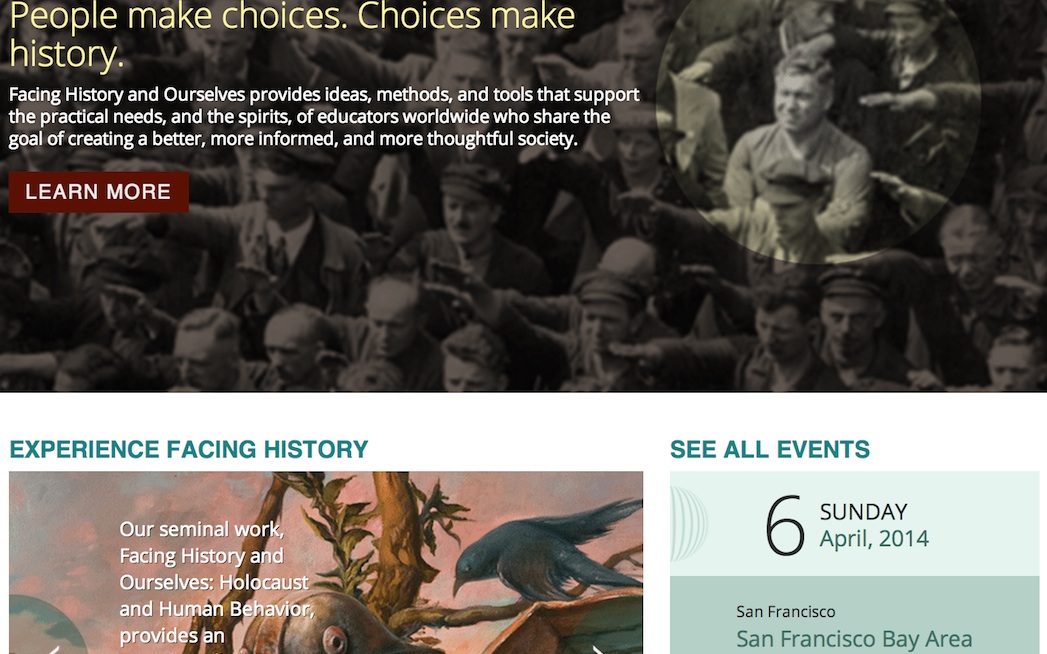 People make choices. Choices make
history.
Facing History and Ourselves provides ideas, methods, and tools that support
the practical needs, and the spirits, of educators worldwide who share the
goal of creating a better, more informed, and more thoughtful society.
LEARN MORE
EXPERIENCE FACING HISTORY
Our seminal work,
Facing History and
Ourselves: Holocaust
and Human Behavior,
provides an
SEE ALL EVENTS
6
SUNDAY
April, 2014
San Francisco
San Francisco Bay Area